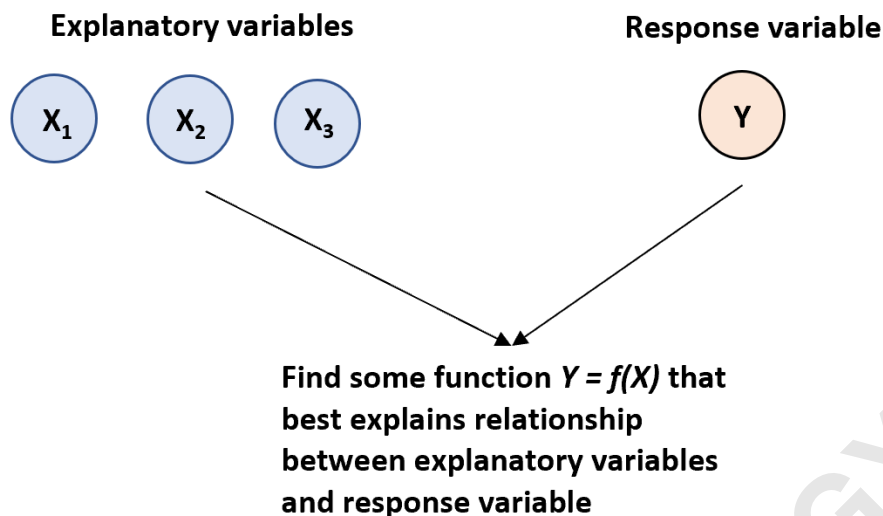 Explanatory variables
Response variable
X₁
X₂
X₃
Y
Find some function Y = f(X) that
best explains relationship
between explanatory variables
and response variable